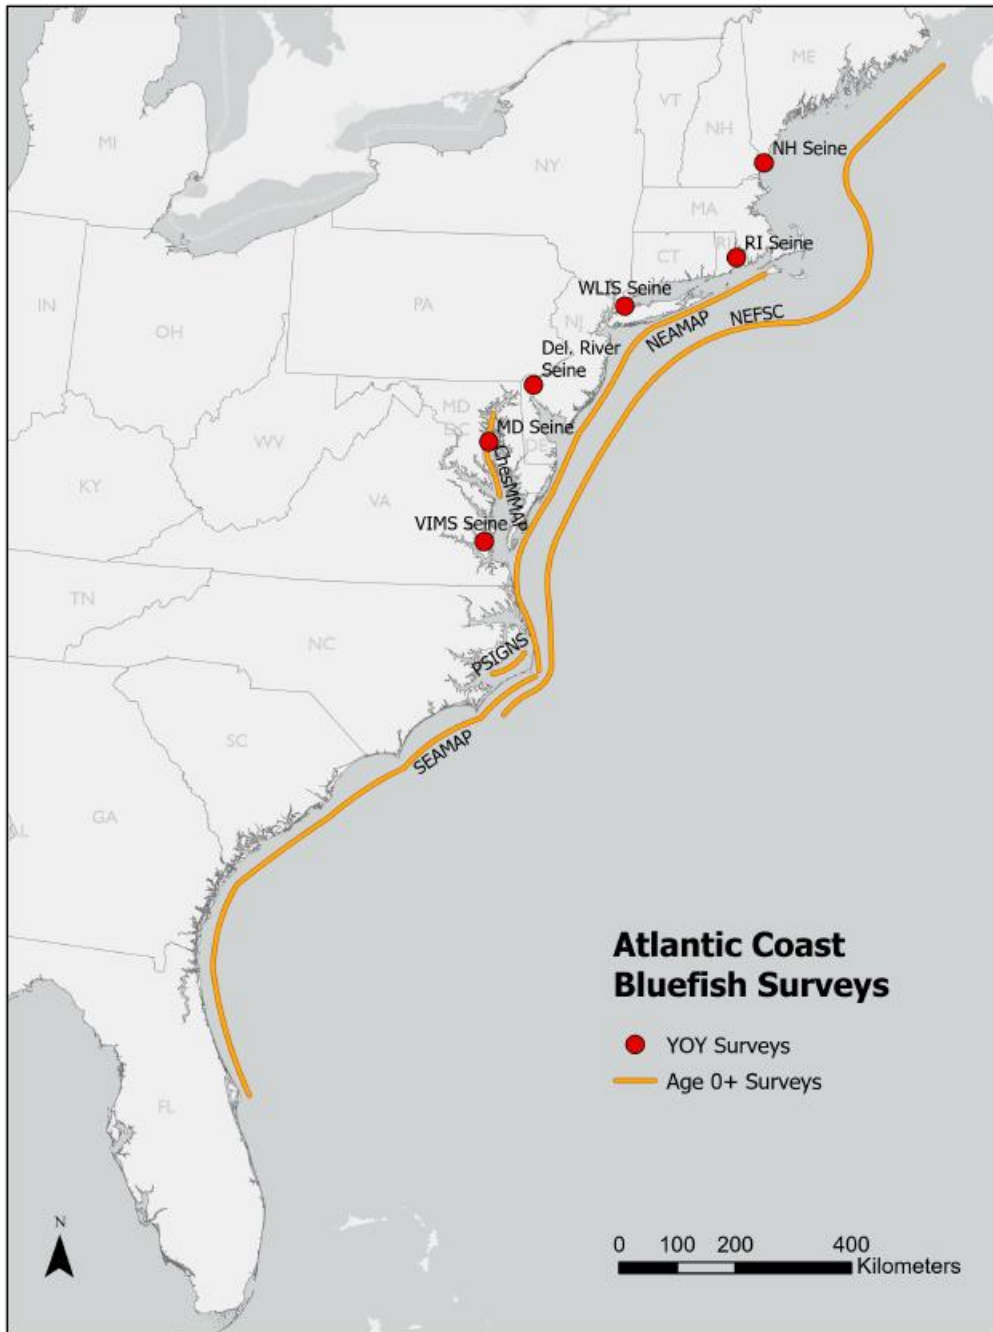 ME
VT
NH
MI
NY
NH Seine
MA
RI
RI Seine
CT
WLIS Seine
IN
OH
PA
NJ
NEAMAP
NEFSC
Del. River
Seine
MD
DC
MD Seine
DE
WV
ChesMMAP
KY
VA
VIMS Seine
TN
NC
PSIGNS
SC
SEAMAP
AL
GA
FL
Atlantic Coast
Bluefish Surveys
YOY Surveys
Age 0+ Surveys
N
0 100 200 400
Kilometers